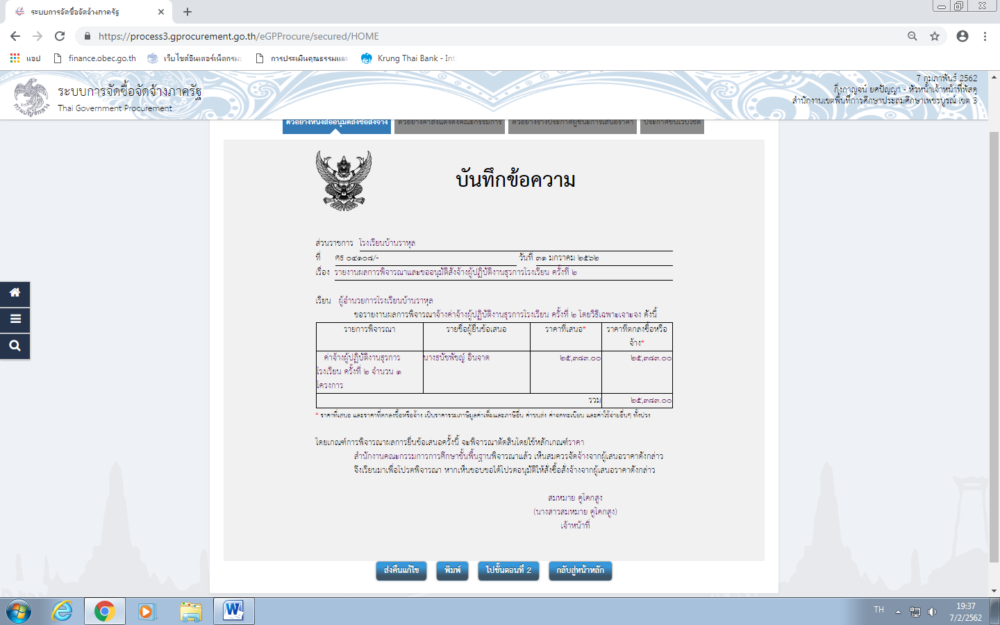 ระบบการจัดซื้อจัดจ้างภาครัฐ
https://process3.gprocurement.go.th/eGPProcure/secured/HOME
แอป finance.obec.go.th เว็บไซต์อินเตอร์เน็ตกรม การประเมินคุณธรรมและ Krung Thai Bank - Int
ระบบการจัดซื้อจัดจ้างภาครัฐ
Thai Government Procurement
7 กุมภาพันธ์ 2562
กิ่งกาญจน์ ยศปัญญา - หัวหน้าเจ้าหน้าที่พัสดุ
สำนักงานเขตพื้นที่การศึกษาประถมศึกษาเพชรบูรณ์ เขต 3
ตัวอย่างหนังสืออนุมัติสั่งซื้อสั่งจ้าง ตัวอย่างคำสั่งแต่งตั้งคณะกรรมการ ตัวอย่างร่างประกาศผู้ชนะการเสนอราคา ประกาศขึ้นเว็บไซต์
บันทึกข้อความ
ส่วนราชการ โรงเรียนบ้านราหุล
ที่ ศธ ๐๔๑๐๘/- วันที่ ๓๑ มกราคม ๒๕๖๒
เรื่อง รายงานผลการพิจารณาและขออนุมัติสั่งจ้างผู้ปฏิบัติงานธุรการโรงเรียน ครั้งที่ ๒
เรียน ผู้อำนวยการโรงเรียนบ้านราหุล
ขอรายงานผลการพิจารณาจ้างค่าจ้างผู้ปฏิบัติงานธุรการโรงเรียน ครั้งที่ ๒ โดยวิธีเฉพาะเจาะจง ดังนี้
รายการพิจารณา รายชื่อผู้ยื่นข้อเสนอ ราคาที่เสนอ* ราคาที่ตกลงซื้อหรือ
จ้าง*
ค่าจ้างผู้ปฏิบัติงานธุรการ นางธนัชพัชญ์ อินจาด ๒๕,๓๘๓.๐๐ ๒๕,๓๘๓.๐๐
โรงเรียน ครั้งที่ ๒ จำนวน ๑
โครงการ
รวม ๒๕,๓๘๓.๐๐
* ราคาที่เสนอ และราคาที่ตกลงซื้อหรือจ้าง เป็นราคารวมภาษีมูลค่าเพิ่มและภาษีอื่น ค่าขนส่ง ค่าจดทะเบียน และค่าใช้จ่ายอื่นๆ ทั้งปวง
โดยเกณฑ์การพิจารณาผลการยื่นข้อเสนอครั้งนี้ จะพิจารณาตัดสินโดยใช้หลักเกณฑ์ราคา
สำนักงานคณะกรรมการการศึกษาขั้นพื้นฐานพิจารณาแล้ว เห็นสมควรจัดจ้างจากผู้เสนอราคาดังกล่าว
จึงเรียนมาเพื่อโปรดพิจารณา หากเห็นชอบขอได้โปรดอนุมัติให้สั่งซื้อสั่งจ้างจากผู้เสนอราคาดังกล่าว
สมหมาย คูโคกสูง
(นางสาวสมหมาย คูโคกสูง)
เจ้าหน้าที่
ส่งคืนแก้ไข พิมพ์ ไปขั้นตอนที่ 2 กลับสู่หน้าหลัก
TH 19:37
7/2/2562